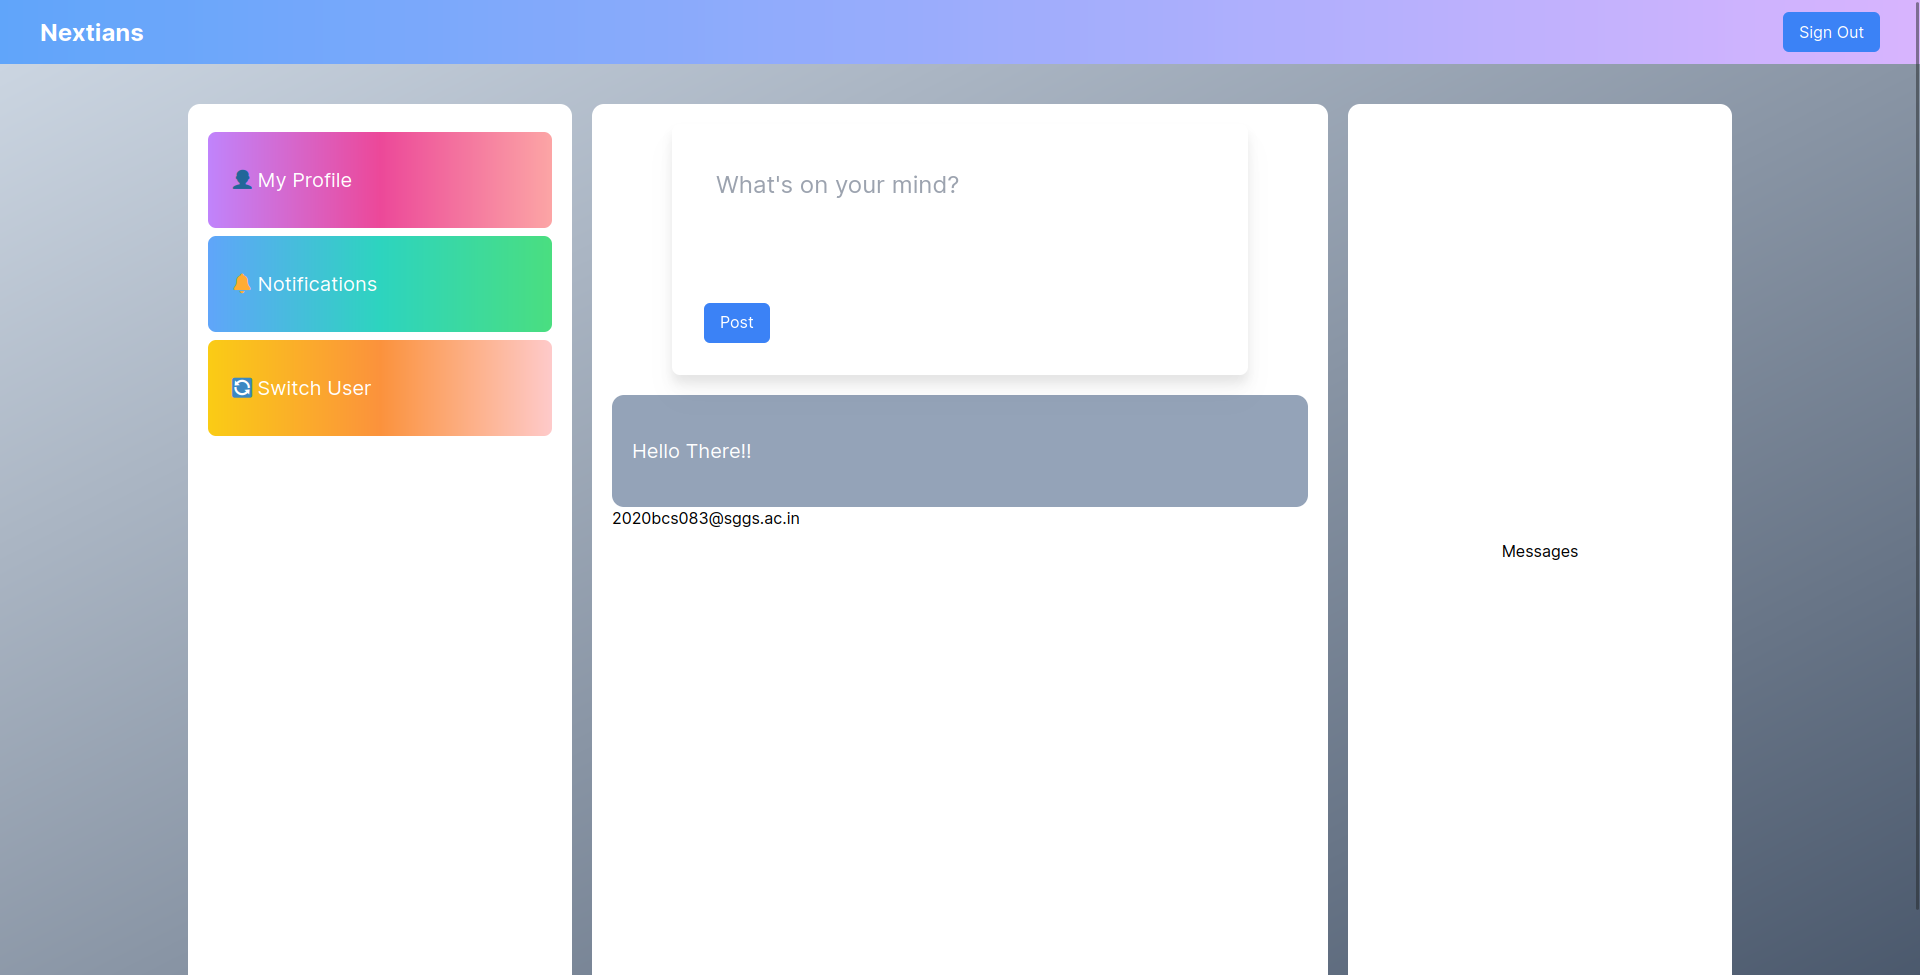 Nextians
Sign Out
👤 My Profile
🔔 Notifications
🔄 Switch User
What's on your mind?
Post
Hello There!!
2020bcs083@sggs.ac.in
Messages